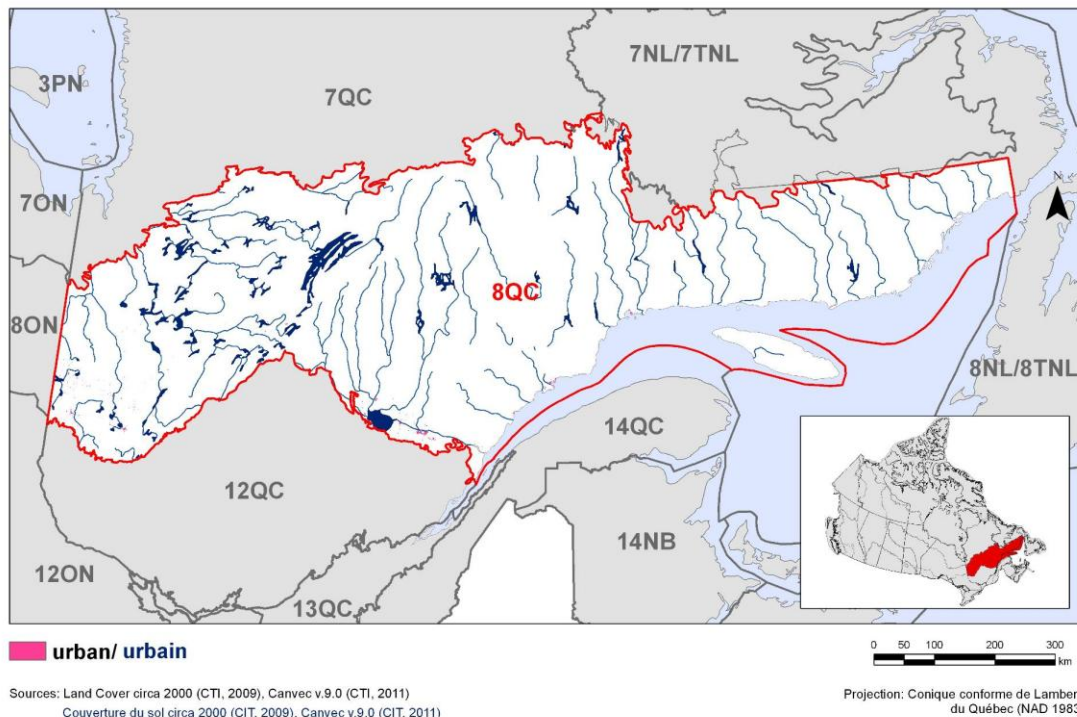 7NL/7TNL
3PN
7QC
7ON
N
8QC
8ON
8NL/8TNL
14QC
12QC
14NB
12ON
13QC
urban/ urbain
0 50 100 200 300
km
Sources: Land Cover circa 2000 (CTI, 2009), Canvec v.9.0 (CTI, 2011)
Couverture du sol circa 2000 (CIT, 2009), Canvec v.9.0 (CIT, 2011)
Projection: Conique conforme de Lamber
du Québec (NAD 1983